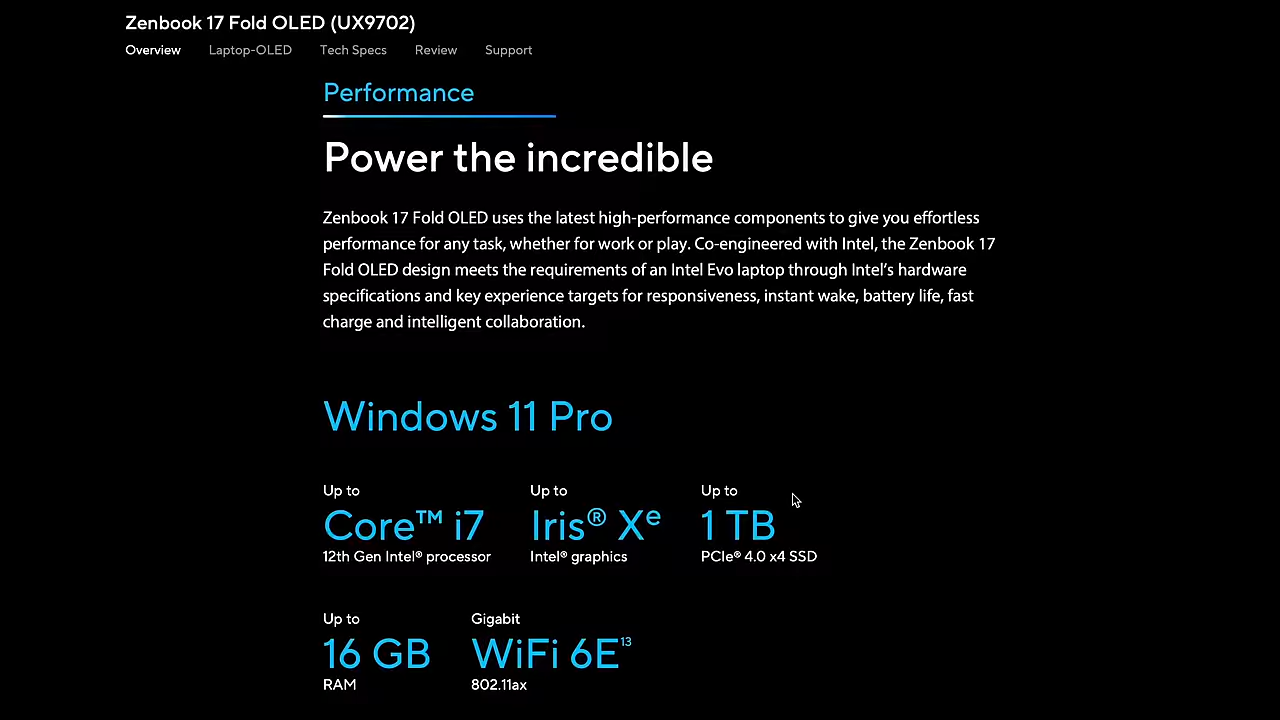 Zenbook 17 Fold OLED (UX9702)
Overview Laptop-OLED Tech Specs Review Support
Performance
Power the incredible
Zenbook 17 Fold OLED uses the latest high-performance components to give you effortless
performance for any task, whether for work or play. Co-engineered with Intel, the Zenbook 17
Fold OLED design meets the requirements of an Intel Evo laptop through Intel's hardware
specifications and key experience targets for responsiveness, instant wake, battery life, fast
charge and intelligent collaboration.
Windows 11 Pro
Up to Up to Up to
Core™ i7 Iris® Xᵉ 1 TB
12th Gen Intel® processor Intel® graphics PCIe® 4.0 x4 SSD
Up to Gigabit
16 GB WiFi 6E¹³
RAM 802.11ax